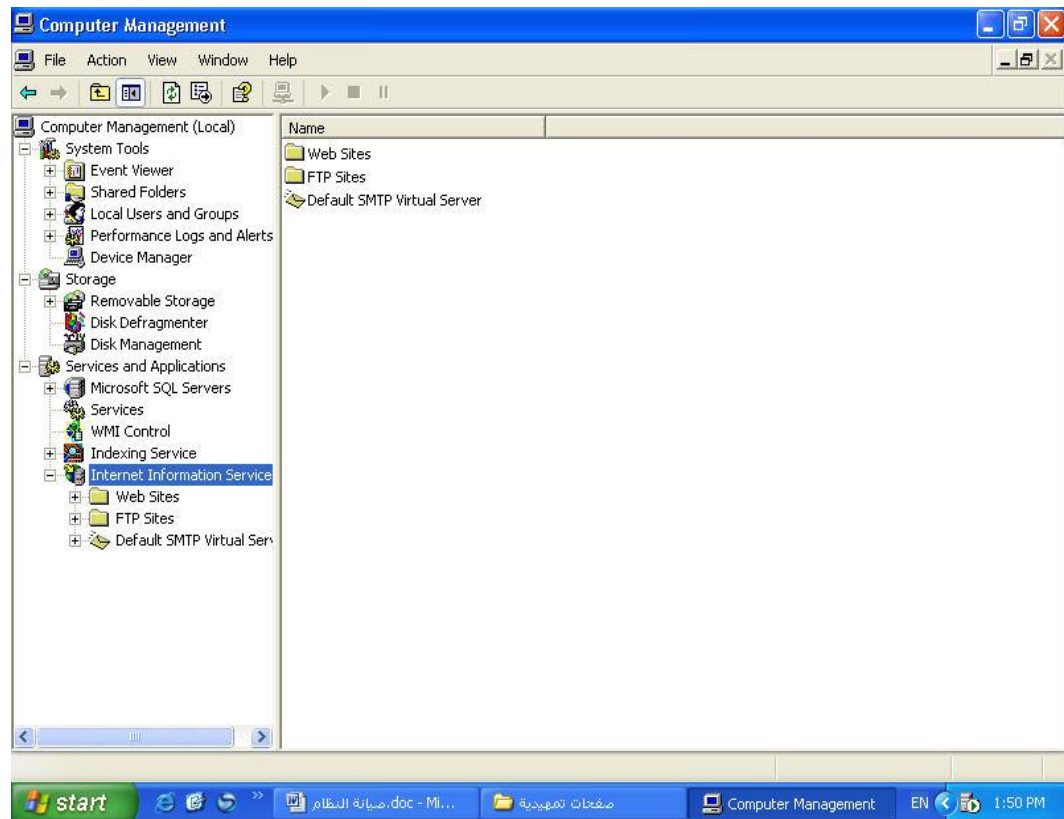 Computer Management
File Action View Window Help
Computer Management (Local)
System Tools
Event Viewer
Shared Folders
Local Users and Groups
Performance Logs and Alerts
Device Manager
Storage
Removable Storage
Disk Defragmenter
Disk Management
Services and Applications
Microsoft SQL Servers
Services
WMI Control
Indexing Service
Internet Information Service
Web Sites
FTP Sites
Default SMTP Virtual Serv
Name
Web Sites
FTP Sites
Default SMTP Virtual Server
start
صيانة النظام.doc - Mi...
صفحات تمهيدية
Computer Management
EN
1:50 PM